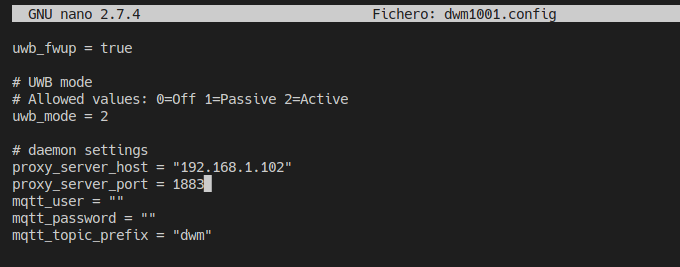 GNU nano 2.7.4 Fichero: dwm1001.config
uwb_fwup = true
# UWB mode
# Allowed values: 0=Off 1=Passive 2=Active
uwb_mode = 2
# daemon settings
proxy_server_host = "192.168.1.102"
proxy_server_port = 1883
mqtt_user = ""
mqtt_password = ""
mqtt_topic_prefix = "dwm"